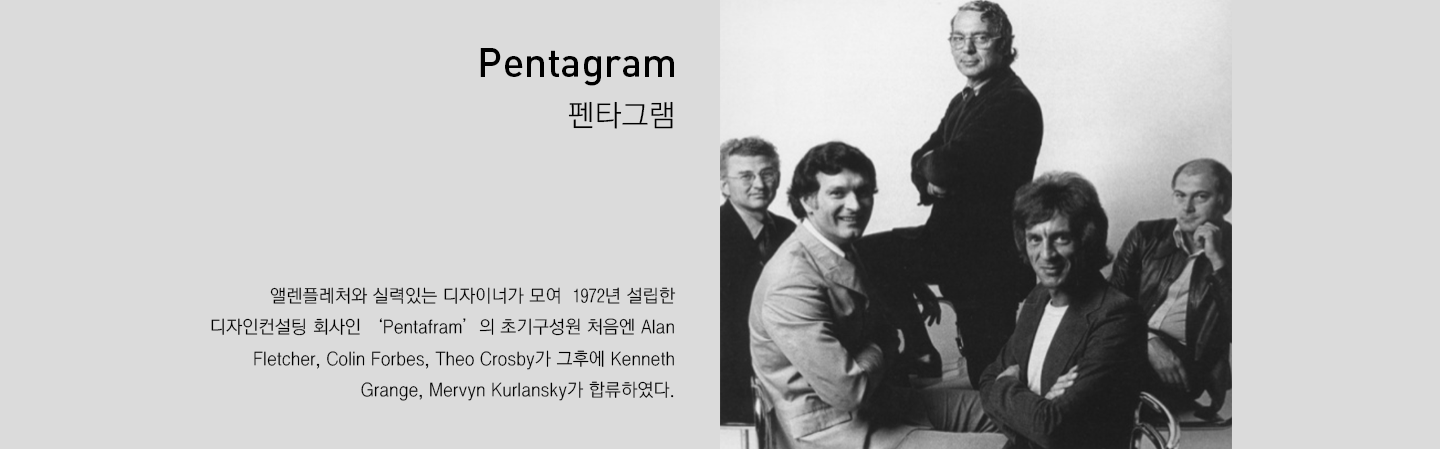 Pentagram
펜타그램
앨렌플레처와 실력있는 디자이너가 모여 1972년 설립한
디자인컨설팅 회사인 ‘Pentafram’ 의 초기구성원 처음엔 Alan
Fletcher, Colin Forbes, Theo Crosby가 그후에 Kenneth
Grange, Mervyn Kurlansky가 합류하였다.